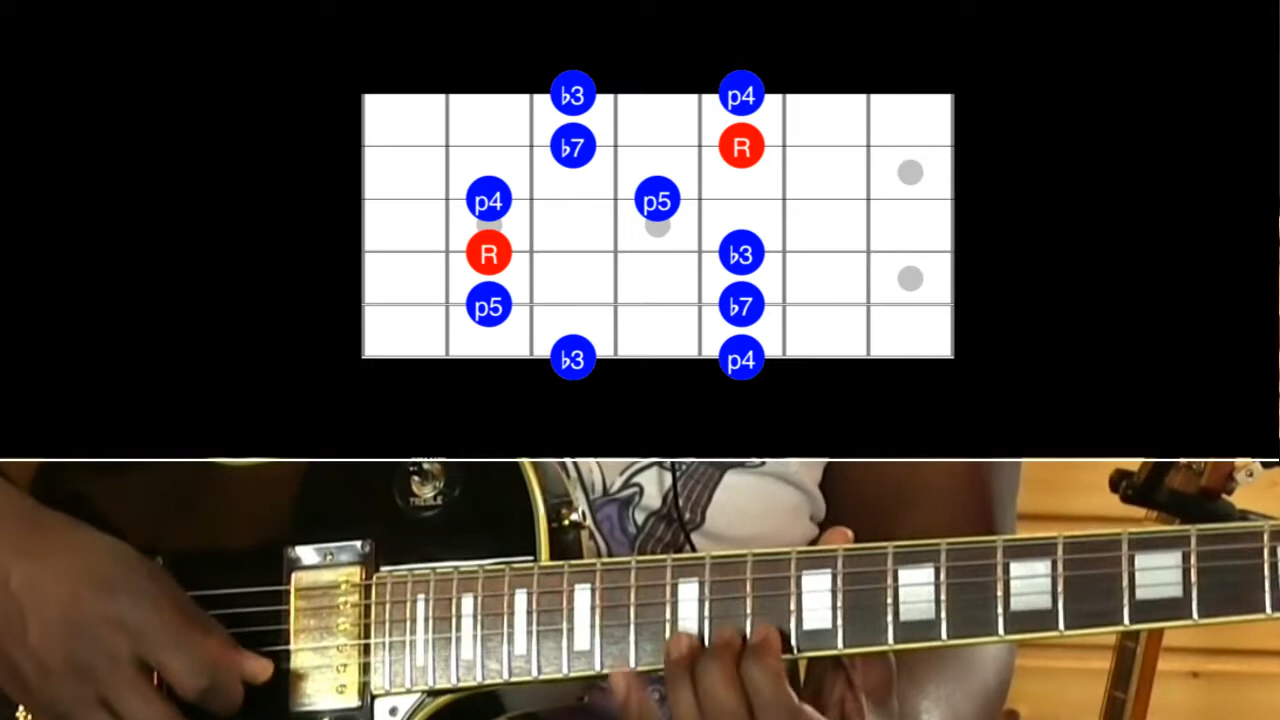 ♭3 p4
♭7 R
p4 p5
R ♭3
p5 ♭7
♭3 p4
TREBLE